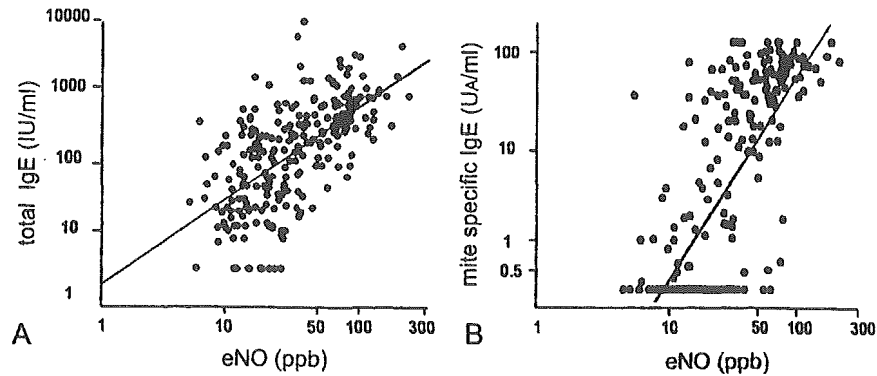 10000
1000
100
10
1
total IgE (IU/ml)
1 10 50 100 300
eNO (ppb)
A
100
10
1
0.5
mite specific IgE (UA/ml)
1 10 50 100 300
eNO (ppb)
B